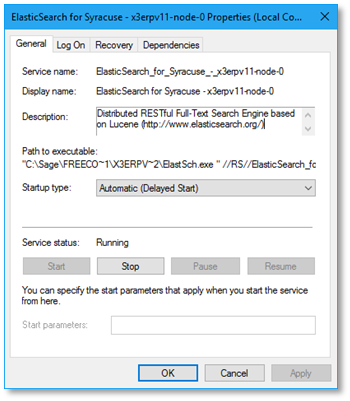 ElasticSearch for Syracuse - x3erpv11-node-0 Properties (Local Co...
General Log On Recovery Dependencies
Service name: ElasticSearch_for_Syracuse_-_x3erpv11-node-0
Display name: ElasticSearch for Syracuse - x3erpv11-node-0
Description: Distributed RESTful Full-Text Search Engine based
on Lucene (http://www.elasticsearch.org/)
Path to executable:
"C:\Sage\FREECO~1\X3ERPV~2\ElastSch.exe " //RS//ElasticSearch_fo
Startup type: Automatic (Delayed Start)
Service status: Running
Start Stop Pause Resume
You can specify the start parameters that apply when you start the service
from here.
Start parameters:
OK Cancel Apply